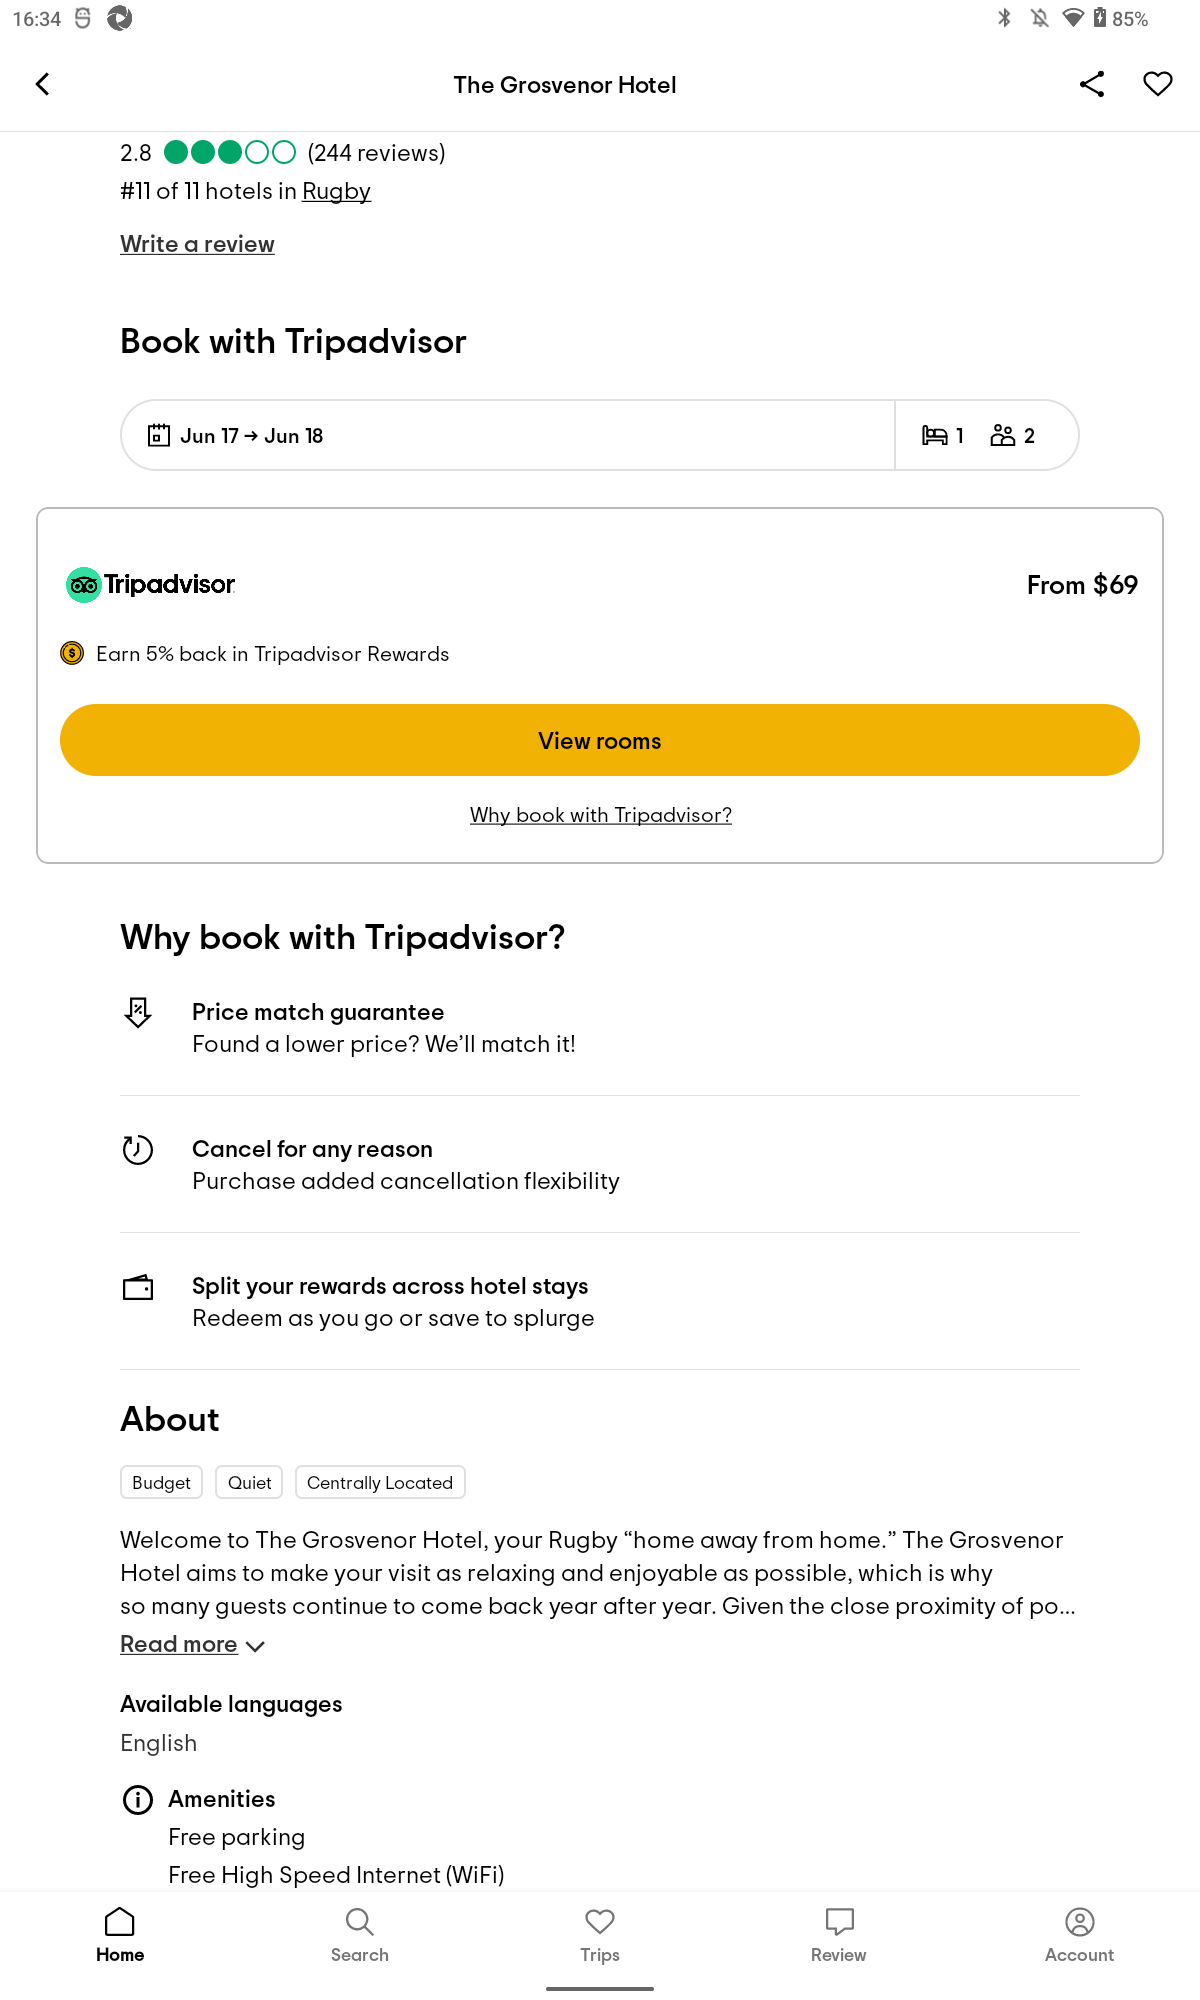 16:34
85%
The Grosvenor Hotel
2.8 (244 reviews)
#11 of 11 hotels in Rugby
Write a review
Book with Tripadvisor
Jun 17 → Jun 18
1 2
Tripadvisor
From $69
Earn 5% back in Tripadvisor Rewards
View rooms
Why book with Tripadvisor?
Why book with Tripadvisor?
Price match guarantee
Found a lower price? We’ll match it!
Cancel for any reason
Purchase added cancellation flexibility
Split your rewards across hotel stays
Redeem as you go or save to splurge
About
Budget Quiet Centrally Located
Welcome to The Grosvenor Hotel, your Rugby “home away from home.” The Grosvenor
Hotel aims to make your visit as relaxing and enjoyable as possible, which is why
so many guests continue to come back year after year. Given the close proximity of po...
Read more
Available languages
English
Amenities
Free parking
Free High Speed Internet (WiFi)
Home Search Trips Review Account